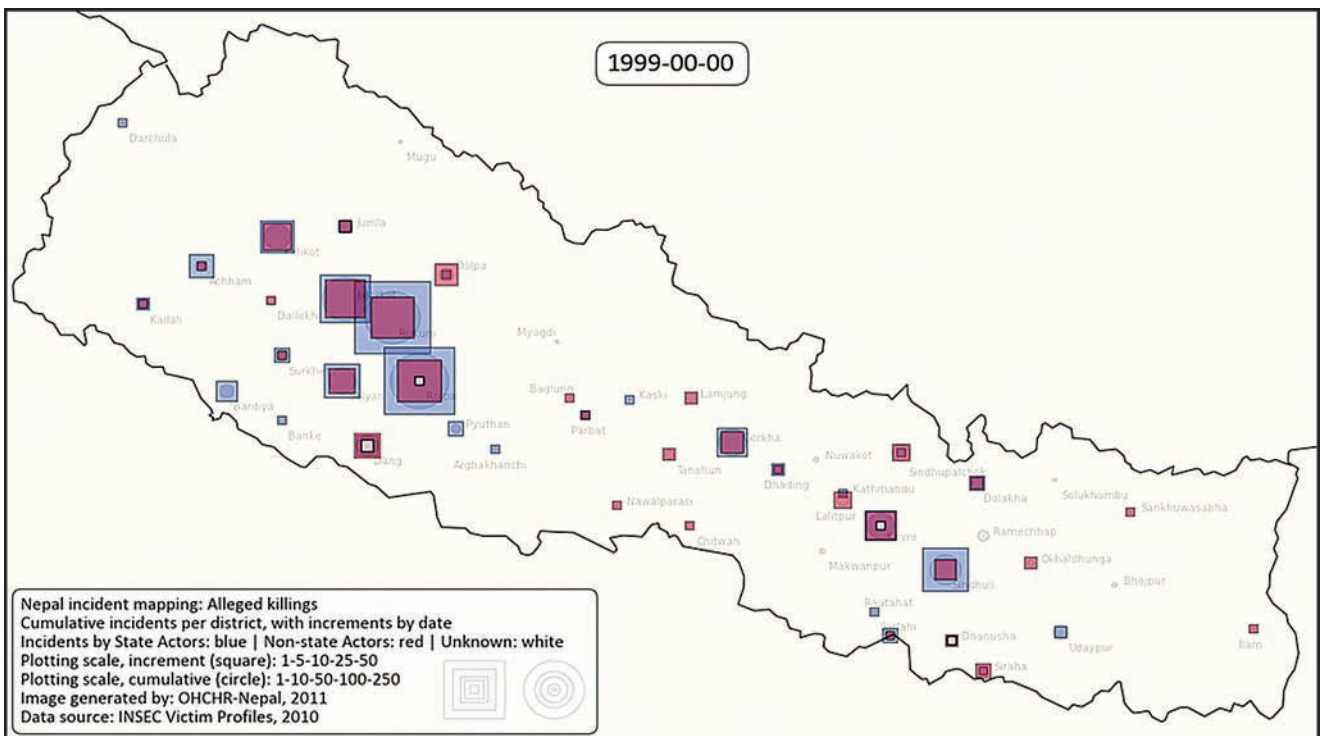 1999-00-00
Darchula
Mugu
Jumla
Achham
Dolpa
Kailali
Dailekh
Rukum
Myagdi
Bardiya
Banke
Dang
Pyuthan
Arghakhanchi
Baglung
Parbat
Kaski
Lamjung
Tanahun
Nawalparasi
Chitwan
Dhading
Nuwakot
Sindhupalchok
Kathmandu
Lalitpur
Dolakha
Solukhumbu
Sankhuwasabha
Ramechhap
Makwanpur
Okhaldhunga
Bhojpur
Rautahat
Dhanusha
Udaypur
Siraha
Ilam
Nepal incident mapping: Alleged killings
Cumulative incidents per district, with increments by date
Incidents by State Actors: blue | Non-state Actors: red | Unknown: white
Plotting scale, increment (square): 1-5-10-25-50
Plotting scale, cumulative (circle): 1-10-50-100-250
Image generated by: OHCHR-Nepal, 2011
Data source: INSEC Victim Profiles, 2010